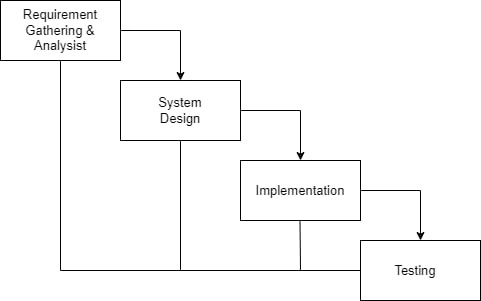 Requirement
Gathering &
Analysist
System
Design
Implementation
Testing